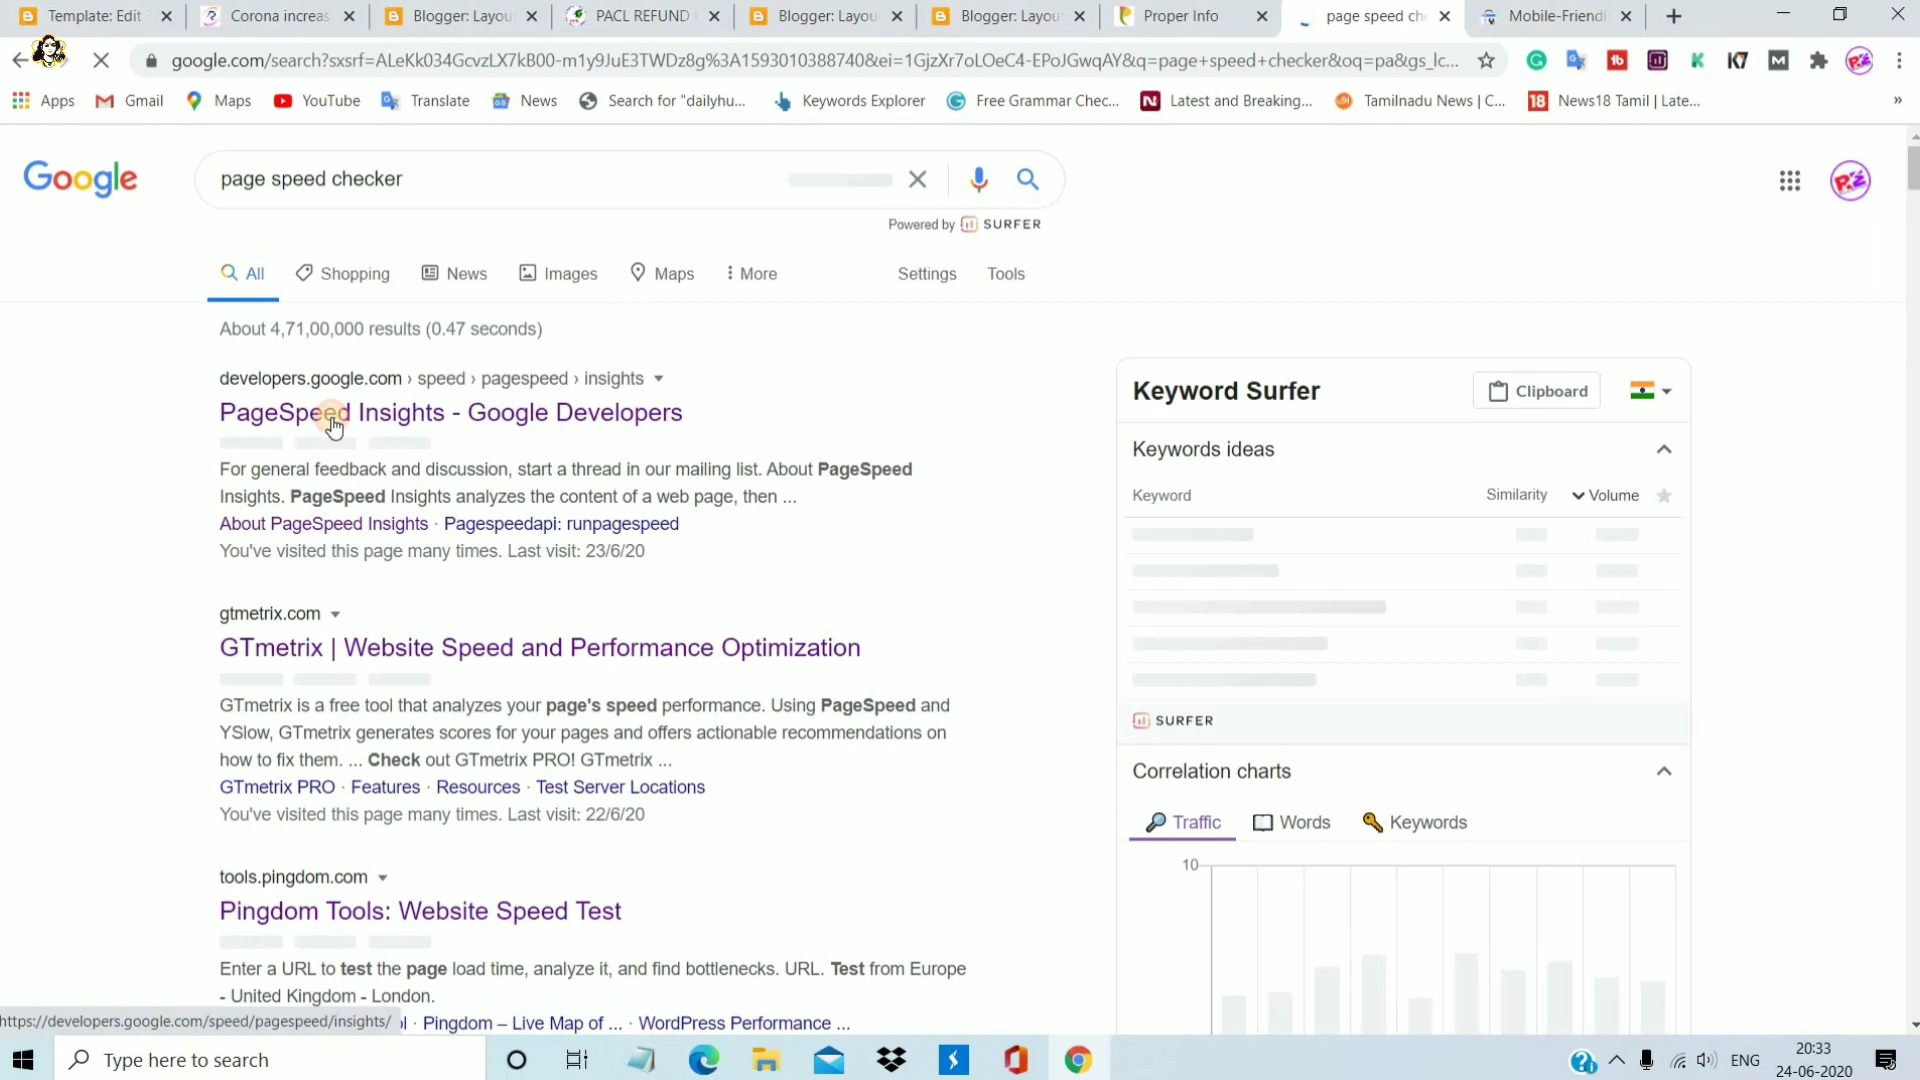 Template: Edit
Corona increas
Blogger: Layou
PACL REFUND
Blogger: Layou
Blogger: Layou
Proper Info
page speed che
Mobile-Friendl
google.com/search?sxsrf=ALeKk034GcvzLX7kB00-m1y9JuE3TWDz8g%3A1593010388740&ei=1GjzXr7oLOeC4-EPoJGwqAY&q=page+speed+checker&oq=pa&gs_lc...
Apps
Gmail
Maps
YouTube
Translate
News
Search for "dailyhu...
Keywords Explorer
Free Grammar Chec...
Latest and Breaking...
Tamilnadu News | C...
18 News18 Tamil | Late...
»
Google
page speed checker
Powered by SURFER
All
Shopping
News
Images
Maps
More
Settings
Tools
About 4,71,00,000 results (0.47 seconds)
developers.google.com › speed › pagespeed › insights
PageSpeed Insights - Google Developers
For general feedback and discussion, start a thread in our mailing list. About PageSpeed
Insights. PageSpeed Insights analyzes the content of a web page, then ...
About PageSpeed Insights · Pagespeedapi: runpagespeed
You've visited this page many times. Last visit: 23/6/20
gtmetrix.com
GTmetrix | Website Speed and Performance Optimization
GTmetrix is a free tool that analyzes your page's speed performance. Using PageSpeed and
YSlow, GTmetrix generates scores for your pages and offers actionable recommendations on
how to fix them. ... Check out GTmetrix PRO! GTmetrix ...
GTmetrix PRO · Features · Resources · Test Server Locations
You've visited this page many times. Last visit: 22/6/20
tools.pingdom.com
Pingdom Tools: Website Speed Test
Enter a URL to test the page load time, analyze it, and find bottlenecks. URL. Test from Europe
- United Kingdom - London.
· Pingdom – Live Map of ... · WordPress Performance ...
https://developers.google.com/speed/pagespeed/insights/
Keyword Surfer
Clipboard
Keywords ideas
Keyword
Similarity
Volume
SURFER
Correlation charts
Traffic
Words
Keywords
10
Type here to search
ENG
20:33
24-06-2020